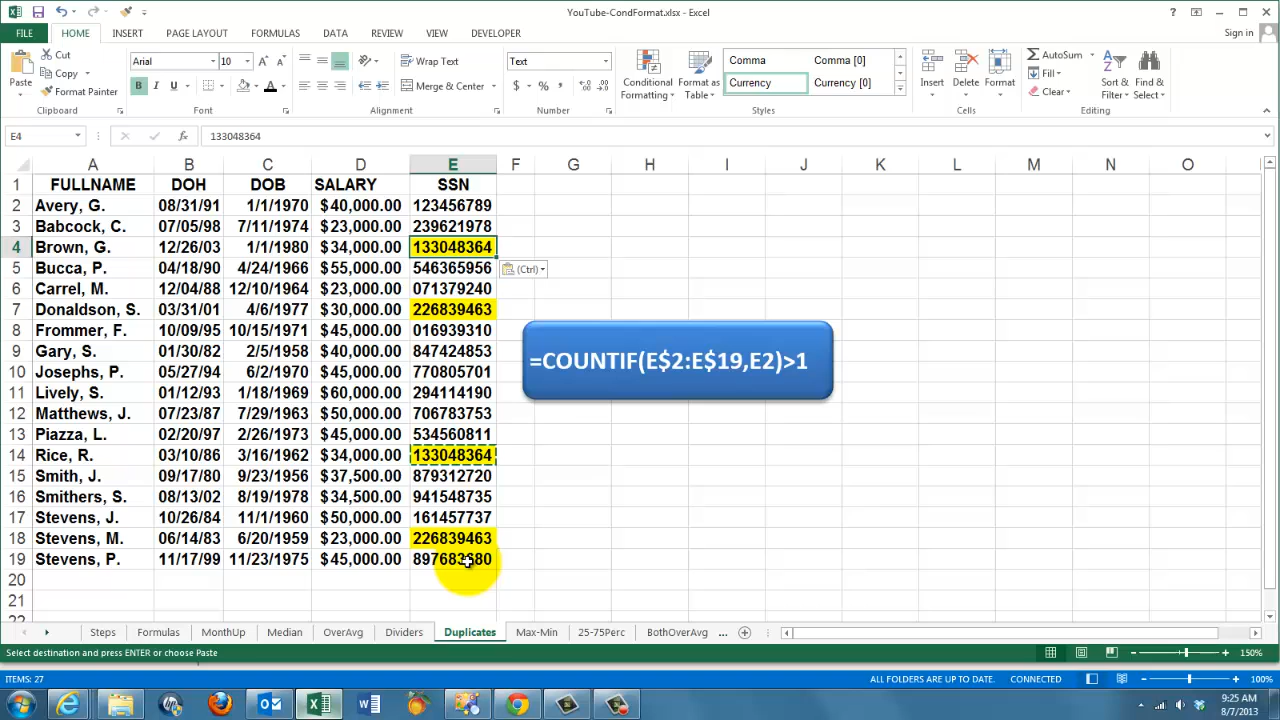 YouTube-CondFormat.xlsx - Excel
FILE HOME INSERT PAGE LAYOUT FORMULAS DATA REVIEW VIEW DEVELOPER Sign in
Paste
Cut
Copy
Format Painter
Clipboard
Arial 10
B I U
Font
Wrap Text
Merge & Center
Alignment
Text
$ % ,
Number
Conditional Formatting
Format as Table
Comma Comma [0]
Currency Currency [0]
Styles
Insert Delete Format
Cells
AutoSum
Fill
Clear
Sort & Filter
Find & Select
Editing
E4 fx 133048364
A B C D E F G H I J K L M N O
1 FULLNAME DOH DOB SALARY SSN
2 Avery, G. 08/31/91 1/1/1970 $40,000.00 123456789
3 Babcock, C. 07/05/98 7/11/1974 $23,000.00 239621978
4 Brown, G. 12/26/03 1/1/1980 $34,000.00 133048364
5 Bucca, P. 04/18/90 4/24/1966 $55,000.00 546365956
(Ctrl)
6 Carrel, M. 12/04/88 12/10/1964 $23,000.00 071379240
7 Donaldson, S. 03/31/01 4/6/1977 $30,000.00 226839463
8 Frommer, F. 10/09/95 10/15/1971 $45,000.00 016939310
9 Gary, S. 01/30/82 2/5/1958 $40,000.00 847424853
=COUNTIF(E$2:E$19,E2)>1
10 Josephs, P. 05/27/94 6/2/1970 $45,000.00 770805701
11 Lively, S. 01/12/93 1/18/1969 $60,000.00 294114190
12 Matthews, J. 07/23/87 7/29/1963 $50,000.00 706783753
13 Piazza, L. 02/20/97 2/26/1973 $45,000.00 534560811
14 Rice, R. 03/10/86 3/16/1962 $34,000.00 133048364
15 Smith, J. 09/17/80 9/23/1956 $37,500.00 879312720
16 Smithers, S. 08/13/02 8/19/1978 $34,500.00 941548735
17 Stevens, J. 10/26/84 11/1/1960 $50,000.00 161457737
18 Stevens, M. 06/14/83 6/20/1959 $23,000.00 226839463
19 Stevens, P. 11/17/99 11/23/1975 $45,000.00
20
21
22
Steps Formulas MonthUp Median OverAvg Dividers Duplicates Max-Min 25-75Perc BothOverAvg ...
Select destination and press ENTER or choose Paste 150%
ITEMS: 27 ALL FOLDERS ARE UP TO DATE. CONNECTED 100%
9:25 AM
8/7/2013